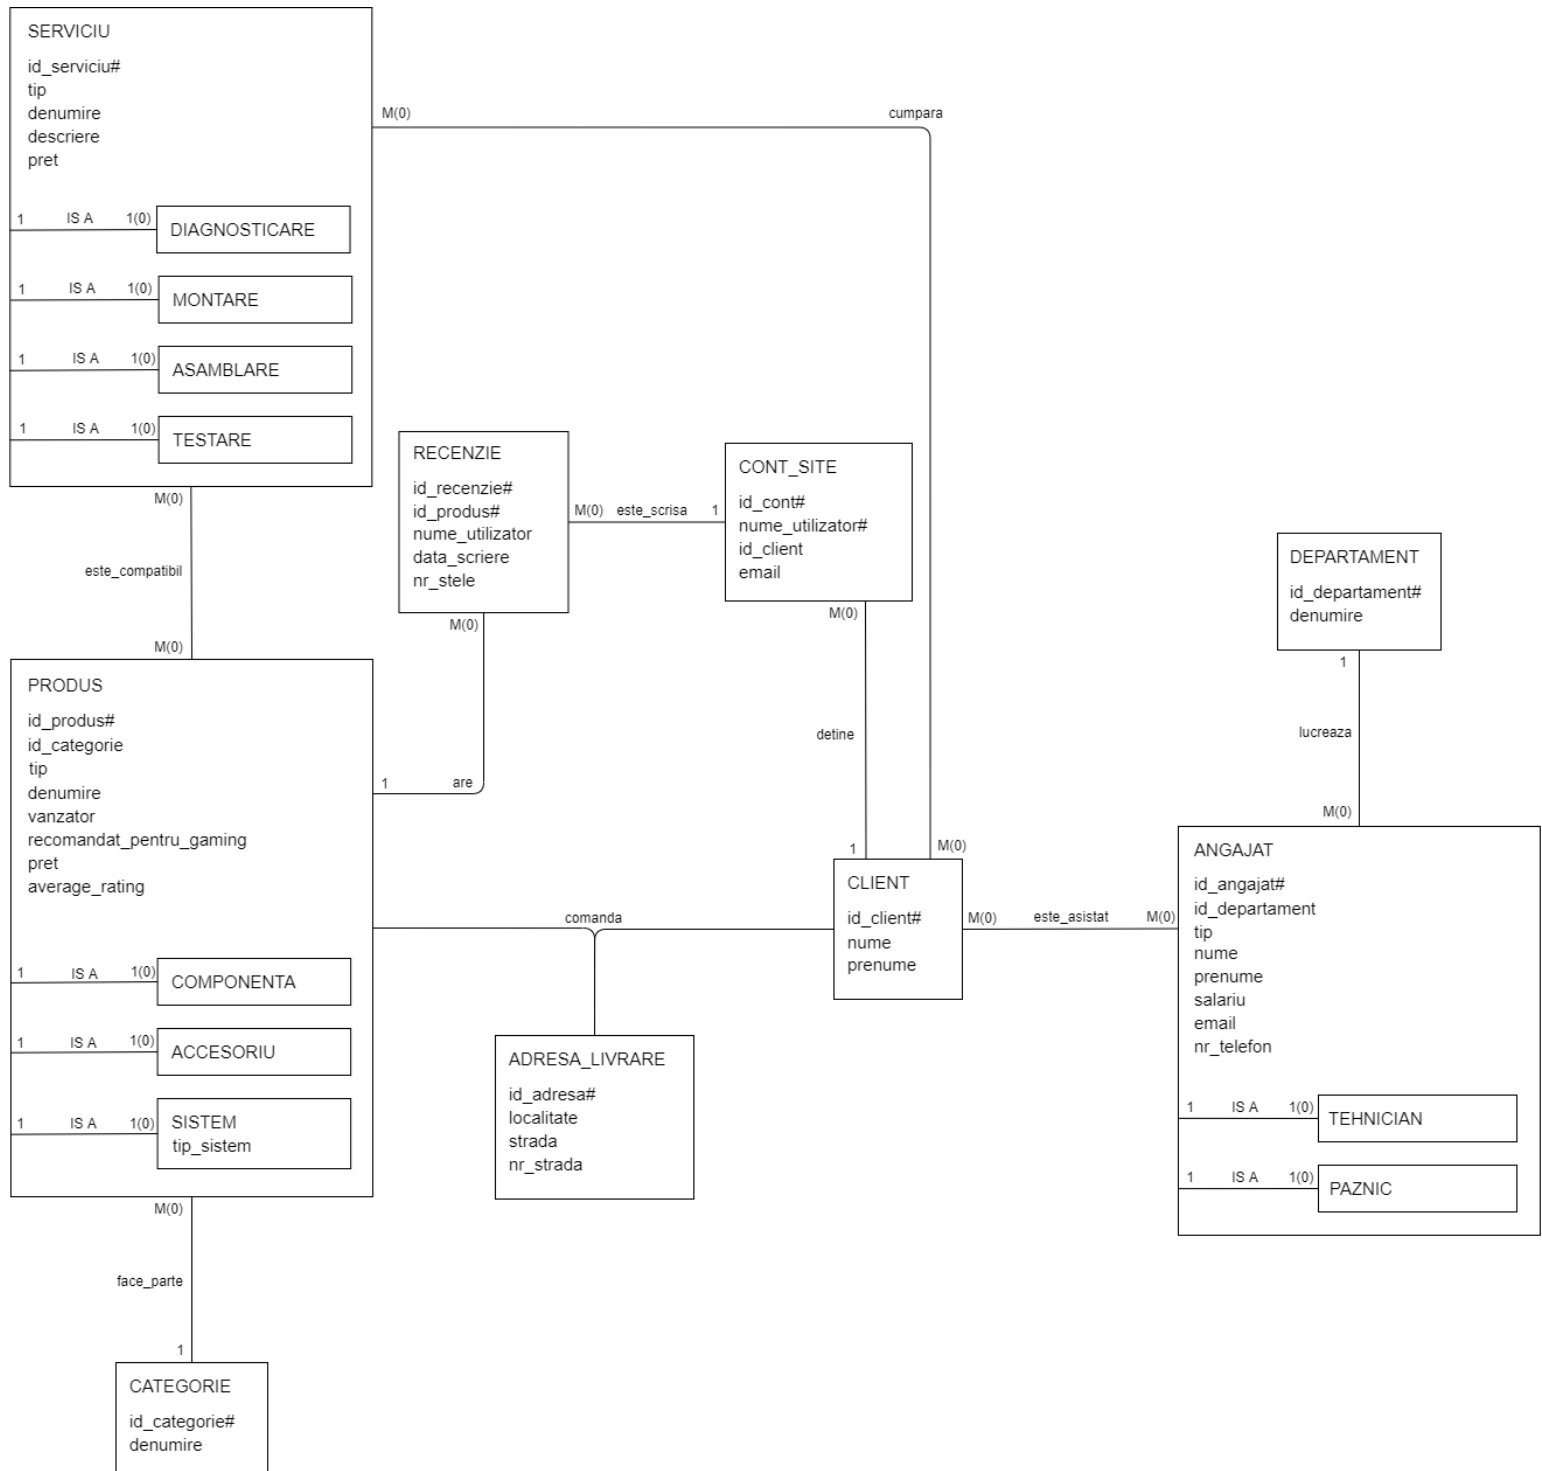 SERVICIU
id_serviciu#
tip
denumire
descriere
pret
1 IS A 1(0) DIAGNOSTICARE
1 IS A 1(0) MONTARE
1 IS A 1(0) ASAMBLARE
1 IS A 1(0) TESTARE
M(0) cumpara
M(0)
este_compatibil
M(0)
RECENZIE
id_recenzie#
id_produs#
nume_utilizator
data_scriere
nr_stele
M(0) este_scrisa 1
CONT_SITE
id_cont#
nume_utilizator#
id_client
email
M(0)
M(0)
detine
1
M(0)
DEPARTAMENT
id_departament#
denumire
1
lucreaza
M(0)
PRODUS
id_produs#
id_categorie
tip
denumire
vanzator
recomandat_pentru_gaming
pret
average_rating
1 are
comanda
1 IS A 1(0) COMPONENTA
1 IS A 1(0) ACCESORIU
1 IS A 1(0) SISTEM
tip_sistem
CLIENT
id_client#
nume
prenume
M(0) este_asistat M(0)
ANGAJAT
id_angajat#
id_departament
tip
nume
prenume
salariu
email
nr_telefon
1 IS A 1(0) TEHNICIAN
1 IS A 1(0) PAZNIC
ADRESA_LIVRARE
id_adresa#
localitate
strada
nr_strada
M(0)
face_parte
1
CATEGORIE
id_categorie#
denumire